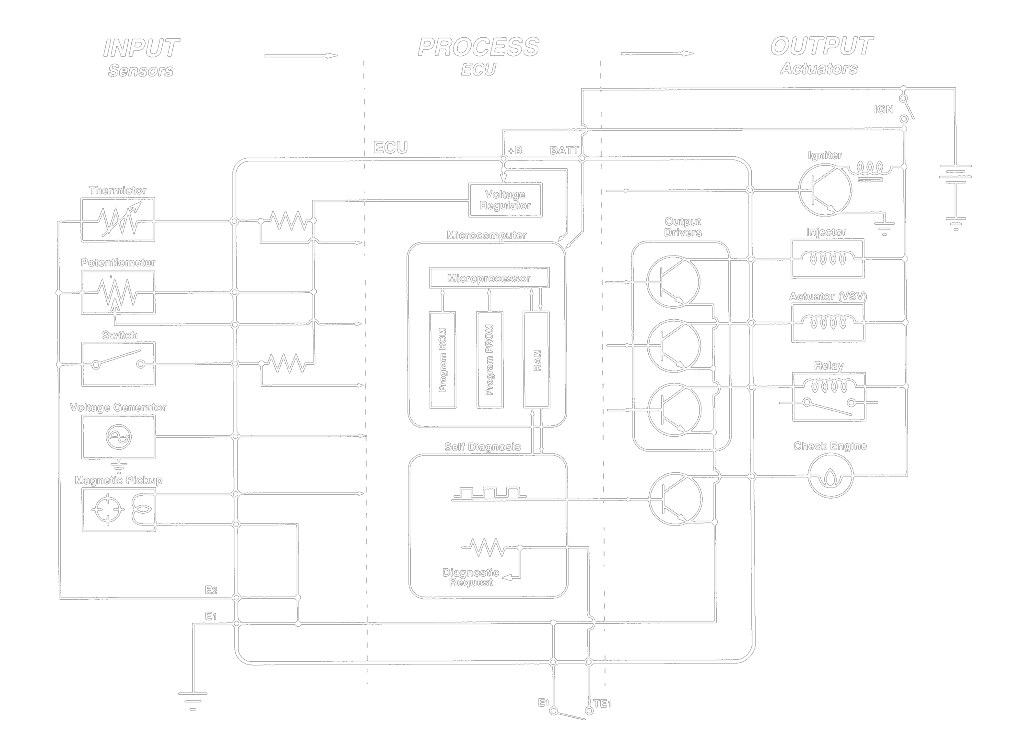 INPUT
Sensors
PROCESS
ECU
OUTPUT
Actuators
IGN
ECU
+B
BATT
Igniter
Thermistor
Voltage
Regulator
Output
Drivers
Injector
Microcomputer
Potentiometer
Microprocessor
Actuator (VSV)
Switch
Program ROM
Program PROM
RAM
Relay
Voltage Generator
Self Diagnosis
Check Engine
Magnetic Pickup
Diagnostic
Request
E2
E1
E1
TE1